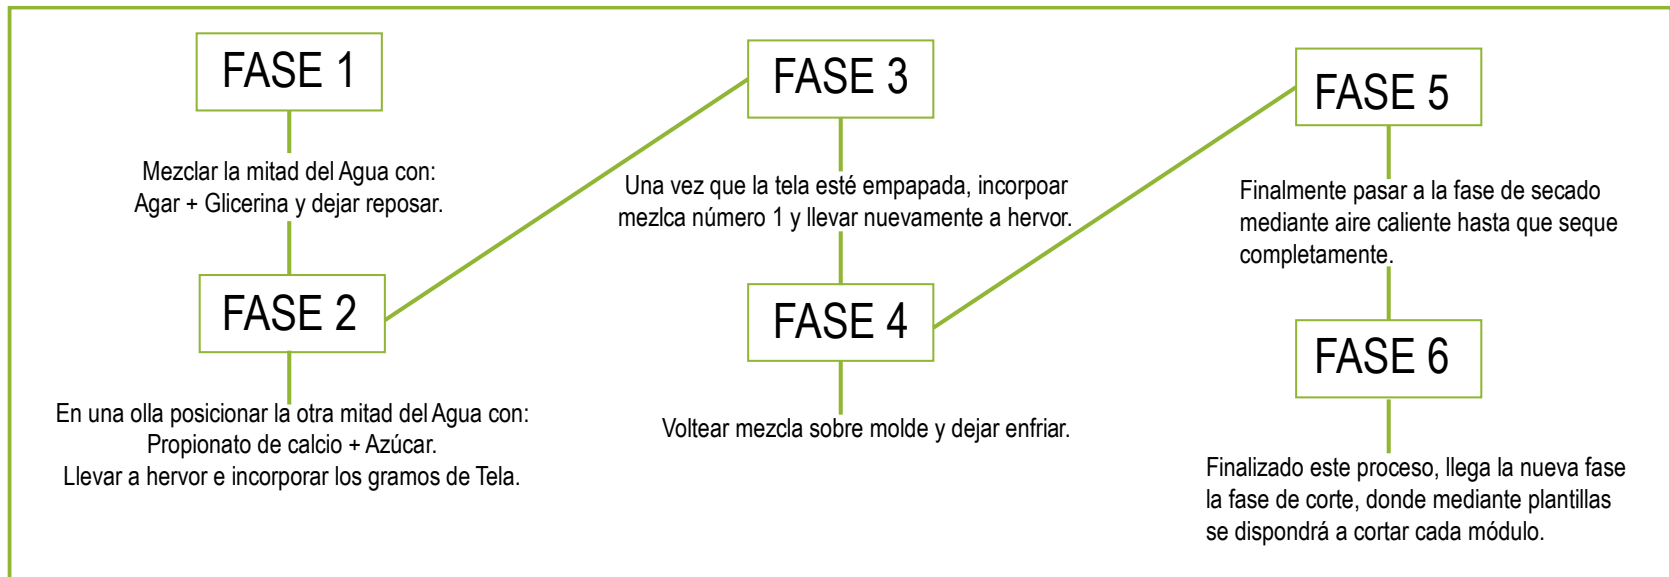 FASE 1
Mezclar la mitad del Agua con:
Agar + Glicerina y dejar reposar.
FASE 2
En una olla posicionar la otra mitad del Agua con:
Propionato de calcio + Azúcar.
Llevar a hervor e incorporar los gramos de Tela.
FASE 3
Una vez que la tela esté empapada, incorpoar
mezlca número 1 y llevar nuevamente a hervor.
FASE 4
Voltear mezcla sobre molde y dejar enfriar.
FASE 5
Finalmente pasar a la fase de secado
mediante aire caliente hasta que seque
completamente.
FASE 6
Finalizado este proceso, llega la nueva fase
la fase de corte, donde mediante plantillas
se dispondrá a cortar cada módulo.